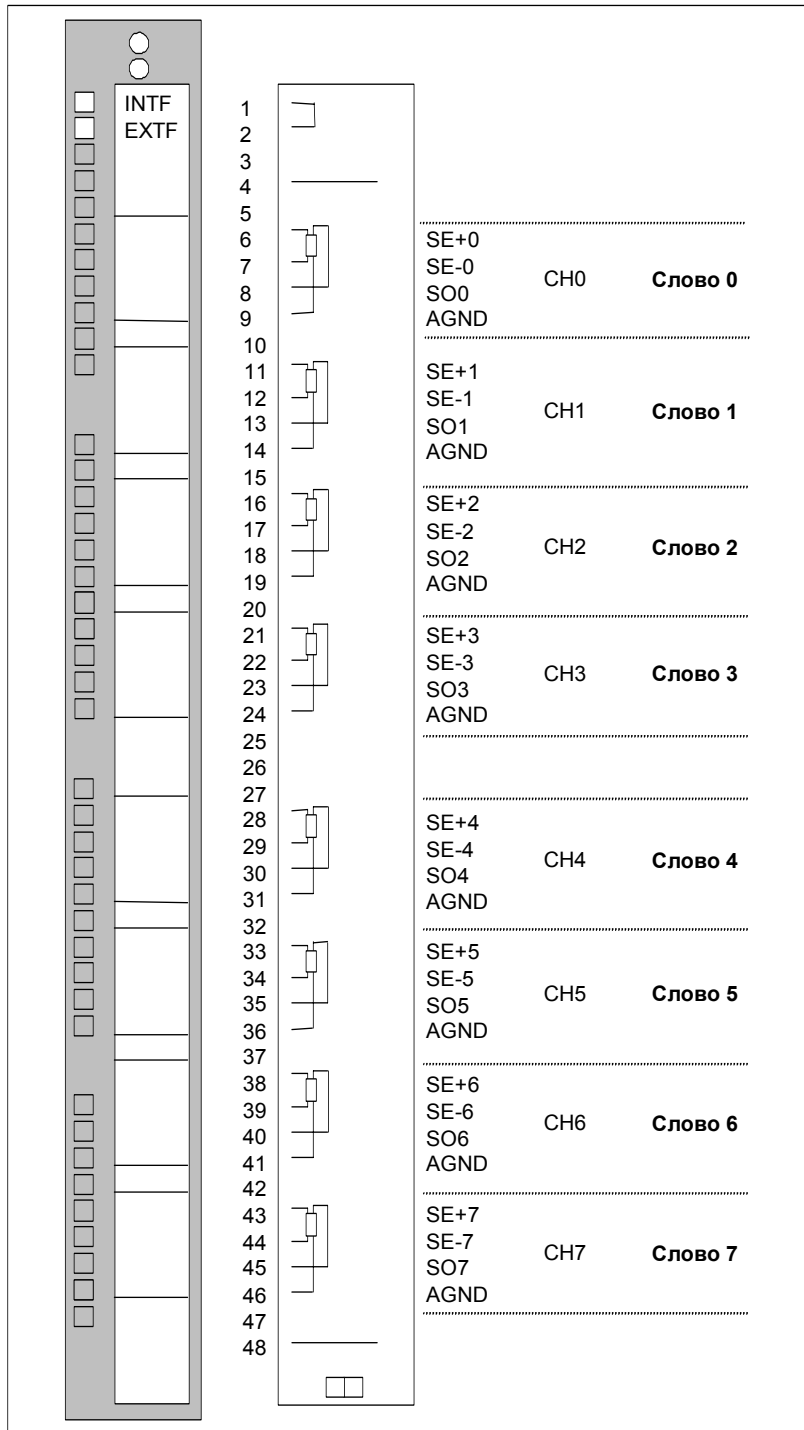 INTF
EXTF
1
2
3
4
5
6
7
8
9
10
11
12
13
14
15
16
17
18
19
20
21
22
23
24
25
26
27
28
29
30
31
32
33
34
35
36
37
38
39
40
41
42
43
44
45
46
47
48
SE+0
SE-0
SO0
AGND
CH0
Слово 0
SE+1
SE-1
SO1
AGND
CH1
Слово 1
SE+2
SE-2
SO2
AGND
CH2
Слово 2
SE+3
SE-3
SO3
AGND
CH3
Слово 3
SE+4
SE-4
SO4
AGND
CH4
Слово 4
SE+5
SE-5
SO5
AGND
CH5
Слово 5
SE+6
SE-6
SO6
AGND
CH6
Слово 6
SE+7
SE-7
SO7
AGND
CH7
Слово 7